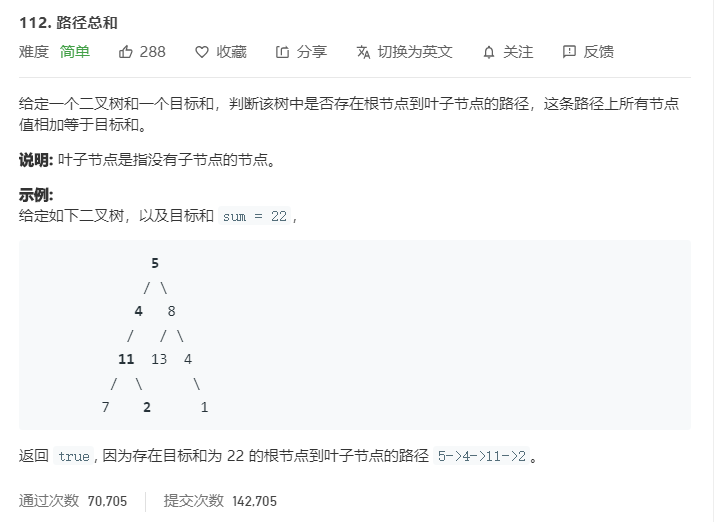 112. 路径总和
难度 简单 288 收藏 分享 切换为英文 关注 反馈
给定一个二叉树和一个目标和，判断该树中是否存在根节点到叶子节点的路径，这条路径上所有节点
值相加等于目标和。
说明: 叶子节点是指没有子节点的节点。
示例:
给定如下二叉树，以及目标和 sum = 22，
5
/ \
4 8
/ / \
11 13 4
/ \ \
7 2 1
返回 true, 因为存在目标和为 22 的根节点到叶子节点的路径 5->4->11->2。
通过次数 70,705 提交次数 142,705